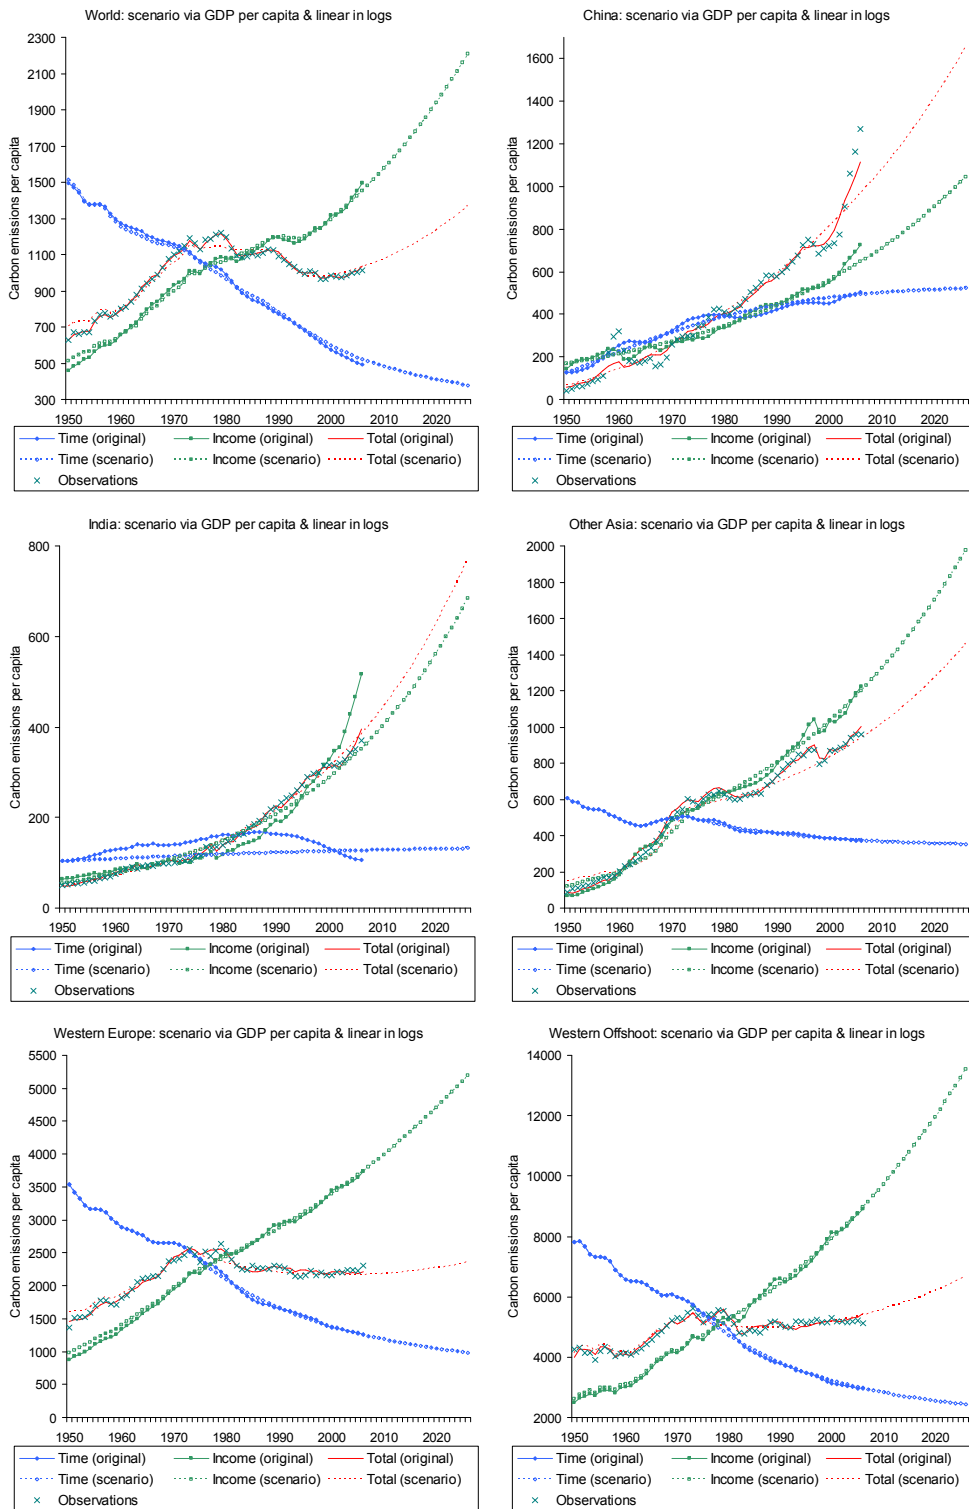 World: scenario via GDP per capita & linear in logs
Carbon emissions per capita
2300
2100
1900
1700
1500
1300
1100
900
700
500
300
1950 1960 1970 1980 1990 2000 2010 2020
Time (original) Income (original) Total (original)
Time (scenario) Income (scenario) Total (scenario)
Observations
China: scenario via GDP per capita & linear in logs
Carbon emissions per capita
1600
1400
1200
1000
800
600
400
200
0
1950 1960 1970 1980 1990 2000 2010 2020
Time (original) Income (original) Total (original)
Time (scenario) Income (scenario) Total (scenario)
Observations
India: scenario via GDP per capita & linear in logs
Carbon emissions per capita
800
600
400
200
0
1950 1960 1970 1980 1990 2000 2010 2020
Time (original) Income (original) Total (original)
Time (scenario) Income (scenario) Total (scenario)
Observations
Other Asia: scenario via GDP per capita & linear in logs
Carbon emissions per capita
2000
1800
1600
1400
1200
1000
800
600
400
200
0
1950 1960 1970 1980 1990 2000 2010 2020
Time (original) Income (original) Total (original)
Time (scenario) Income (scenario) Total (scenario)
Observations
Western Europe: scenario via GDP per capita & linear in logs
Carbon emissions per capita
5500
5000
4500
4000
3500
3000
2500
2000
1500
1000
500
0
1950 1960 1970 1980 1990 2000 2010 2020
Time (original) Income (original) Total (original)
Time (scenario) Income (scenario) Total (scenario)
Observations
Western Offshoot: scenario via GDP per capita & linear in logs
Carbon emissions per capita
14000
12000
10000
8000
6000
4000
2000
1950 1960 1970 1980 1990 2000 2010 2020
Time (original) Income (original) Total (original)
Time (scenario) Income (scenario) Total (scenario)
Observations